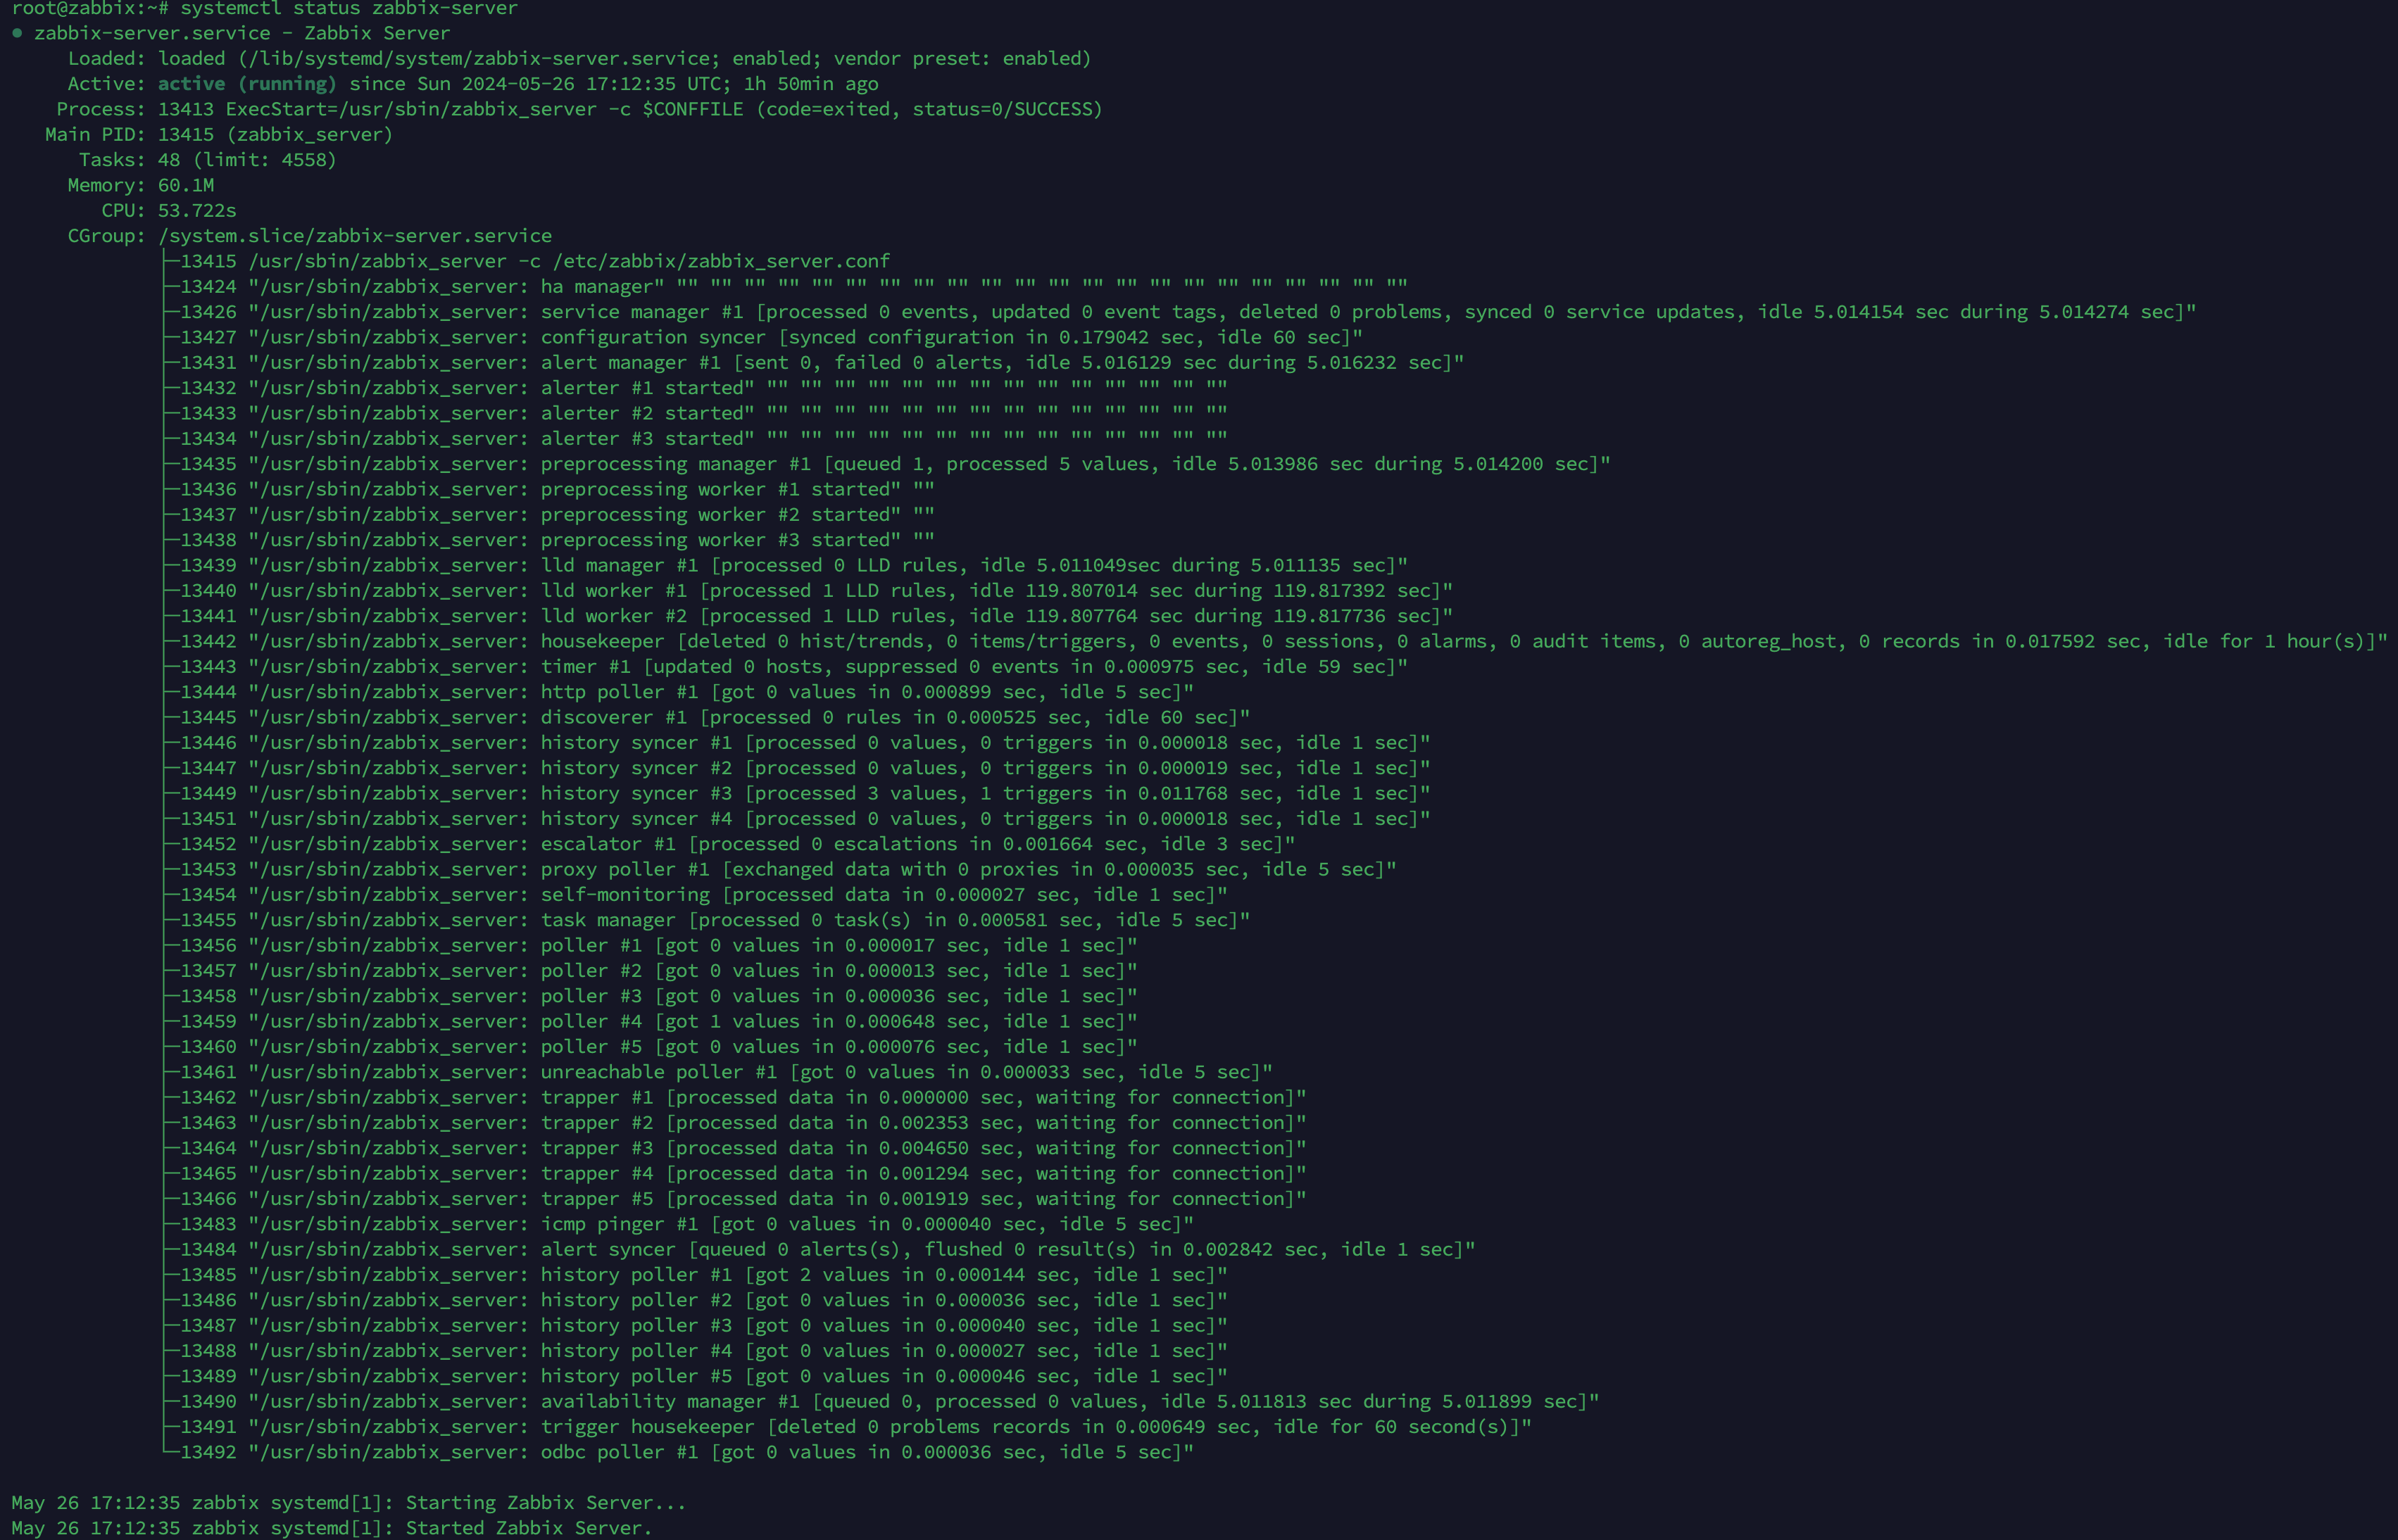 root@zabbix:~# systemctl status zabbix-server
● zabbix-server.service - Zabbix Server
     Loaded: loaded (/lib/systemd/system/zabbix-server.service; enabled; vendor preset: enabled)
     Active: active (running) since Sun 2024-05-26 17:12:35 UTC; 1h 50min ago
    Process: 13413 ExecStart=/usr/sbin/zabbix_server -c $CONFFILE (code=exited, status=0/SUCCESS)
   Main PID: 13415 (zabbix_server)
      Tasks: 48 (limit: 4558)
     Memory: 60.1M
        CPU: 53.722s
     CGroup: /system.slice/zabbix-server.service
             ├─13415 /usr/sbin/zabbix_server -c /etc/zabbix/zabbix_server.conf
             ├─13424 "/usr/sbin/zabbix_server: ha manager" "" "" "" "" "" "" "" "" "" "" "" "" "" "" "" "" "" "" "" "" "" ""
             ├─13426 "/usr/sbin/zabbix_server: service manager #1 [processed 0 events, updated 0 event tags, deleted 0 problems, synced 0 service updates, idle 5.014154 sec during 5.014274 sec]"
             ├─13427 "/usr/sbin/zabbix_server: configuration syncer [synced configuration in 0.179042 sec, idle 60 sec]"
             ├─13431 "/usr/sbin/zabbix_server: alert manager #1 [sent 0, failed 0 alerts, idle 5.016129 sec during 5.016232 sec]"
             ├─13432 "/usr/sbin/zabbix_server: alerter #1 started" "" "" "" "" "" "" "" "" "" "" "" "" "" ""
             ├─13433 "/usr/sbin/zabbix_server: alerter #2 started" "" "" "" "" "" "" "" "" "" "" "" "" "" ""
             ├─13434 "/usr/sbin/zabbix_server: alerter #3 started" "" "" "" "" "" "" "" "" "" "" "" "" "" ""
             ├─13435 "/usr/sbin/zabbix_server: preprocessing manager #1 [queued 1, processed 5 values, idle 5.013986 sec during 5.014200 sec]"
             ├─13436 "/usr/sbin/zabbix_server: preprocessing worker #1 started" ""
             ├─13437 "/usr/sbin/zabbix_server: preprocessing worker #2 started" ""
             ├─13438 "/usr/sbin/zabbix_server: preprocessing worker #3 started" ""
             ├─13439 "/usr/sbin/zabbix_server: lld manager #1 [processed 0 LLD rules, idle 5.011049sec during 5.011135 sec]"
             ├─13440 "/usr/sbin/zabbix_server: lld worker #1 [processed 1 LLD rules, idle 119.807014 sec during 119.817392 sec]"
             ├─13441 "/usr/sbin/zabbix_server: lld worker #2 [processed 1 LLD rules, idle 119.807764 sec during 119.817736 sec]"
             ├─13442 "/usr/sbin/zabbix_server: housekeeper [deleted 0 hist/trends, 0 items/triggers, 0 events, 0 sessions, 0 alarms, 0 audit items, 0 autoreg_host, 0 records in 0.017592 sec, idle for 1 hour(s)]"
             ├─13443 "/usr/sbin/zabbix_server: timer #1 [updated 0 hosts, suppressed 0 events in 0.000975 sec, idle 59 sec]"
             ├─13444 "/usr/sbin/zabbix_server: http poller #1 [got 0 values in 0.000899 sec, idle 5 sec]"
             ├─13445 "/usr/sbin/zabbix_server: discoverer #1 [processed 0 rules in 0.000525 sec, idle 60 sec]"
             ├─13446 "/usr/sbin/zabbix_server: history syncer #1 [processed 0 values, 0 triggers in 0.000018 sec, idle 1 sec]"
             ├─13447 "/usr/sbin/zabbix_server: history syncer #2 [processed 0 values, 0 triggers in 0.000019 sec, idle 1 sec]"
             ├─13449 "/usr/sbin/zabbix_server: history syncer #3 [processed 3 values, 1 triggers in 0.011768 sec, idle 1 sec]"
             ├─13451 "/usr/sbin/zabbix_server: history syncer #4 [processed 0 values, 0 triggers in 0.000018 sec, idle 1 sec]"
             ├─13452 "/usr/sbin/zabbix_server: escalator #1 [processed 0 escalations in 0.001664 sec, idle 3 sec]"
             ├─13453 "/usr/sbin/zabbix_server: proxy poller #1 [exchanged data with 0 proxies in 0.000035 sec, idle 5 sec]"
             ├─13454 "/usr/sbin/zabbix_server: self-monitoring [processed data in 0.000027 sec, idle 1 sec]"
             ├─13455 "/usr/sbin/zabbix_server: task manager [processed 0 task(s) in 0.000581 sec, idle 5 sec]"
             ├─13456 "/usr/sbin/zabbix_server: poller #1 [got 0 values in 0.000017 sec, idle 1 sec]"
             ├─13457 "/usr/sbin/zabbix_server: poller #2 [got 0 values in 0.000013 sec, idle 1 sec]"
             ├─13458 "/usr/sbin/zabbix_server: poller #3 [got 0 values in 0.000036 sec, idle 1 sec]"
             ├─13459 "/usr/sbin/zabbix_server: poller #4 [got 1 values in 0.000648 sec, idle 1 sec]"
             ├─13460 "/usr/sbin/zabbix_server: poller #5 [got 0 values in 0.000076 sec, idle 1 sec]"
             ├─13461 "/usr/sbin/zabbix_server: unreachable poller #1 [got 0 values in 0.000033 sec, idle 5 sec]"
             ├─13462 "/usr/sbin/zabbix_server: trapper #1 [processed data in 0.000000 sec, waiting for connection]"
             ├─13463 "/usr/sbin/zabbix_server: trapper #2 [processed data in 0.002353 sec, waiting for connection]"
             ├─13464 "/usr/sbin/zabbix_server: trapper #3 [processed data in 0.004650 sec, waiting for connection]"
             ├─13465 "/usr/sbin/zabbix_server: trapper #4 [processed data in 0.001294 sec, waiting for connection]"
             ├─13466 "/usr/sbin/zabbix_server: trapper #5 [processed data in 0.001919 sec, waiting for connection]"
             ├─13483 "/usr/sbin/zabbix_server: icmp pinger #1 [got 0 values in 0.000040 sec, idle 5 sec]"
             ├─13484 "/usr/sbin/zabbix_server: alert syncer [queued 0 alerts(s), flushed 0 result(s) in 0.002842 sec, idle 1 sec]"
             ├─13485 "/usr/sbin/zabbix_server: history poller #1 [got 2 values in 0.000144 sec, idle 1 sec]"
             ├─13486 "/usr/sbin/zabbix_server: history poller #2 [got 0 values in 0.000036 sec, idle 1 sec]"
             ├─13487 "/usr/sbin/zabbix_server: history poller #3 [got 0 values in 0.000040 sec, idle 1 sec]"
             ├─13488 "/usr/sbin/zabbix_server: history poller #4 [got 0 values in 0.000027 sec, idle 1 sec]"
             ├─13489 "/usr/sbin/zabbix_server: history poller #5 [got 0 values in 0.000046 sec, idle 1 sec]"
             ├─13490 "/usr/sbin/zabbix_server: availability manager #1 [queued 0, processed 0 values, idle 5.011813 sec during 5.011899 sec]"
             ├─13491 "/usr/sbin/zabbix_server: trigger housekeeper [deleted 0 problems records in 0.000649 sec, idle for 60 second(s)]"
             └─13492 "/usr/sbin/zabbix_server: odbc poller #1 [got 0 values in 0.000036 sec, idle 5 sec]"

May 26 17:12:35 zabbix systemd[1]: Starting Zabbix Server...
May 26 17:12:35 zabbix systemd[1]: Started Zabbix Server.